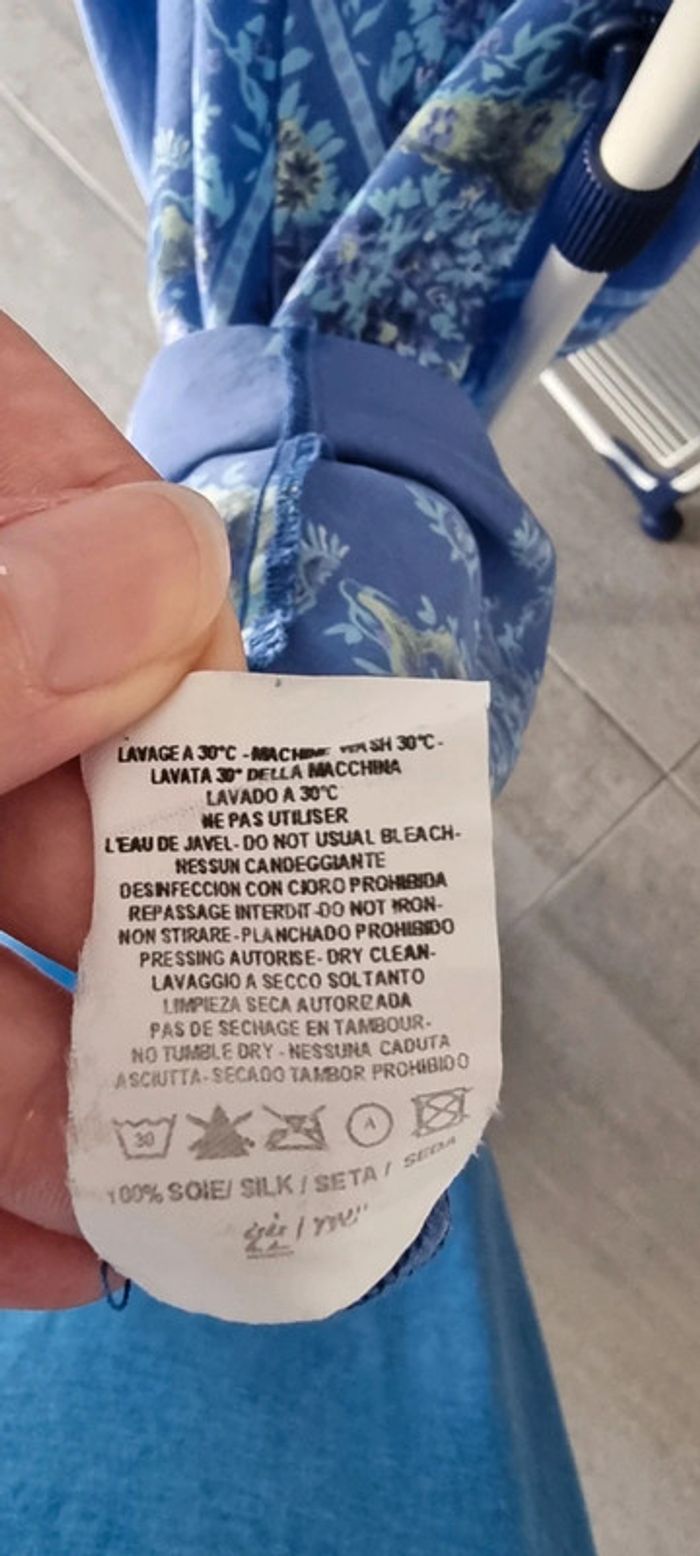 LAVAGE A 30°C - MACHINE WASH 30°C -
LAVATA 30° DELLA MACCHINA
LAVADO A 30°C
NE PAS UTILISER
L'EAU DE JAVEL - DO NOT USUAL BLEACH -
NESSUN CANDEGGIANTE
DESINFECCION CON CIORO PROHIBIDA
REPASSAGE INTERDIT - DO NOT IRON -
NON STIRARE - PLANCHADO PROHIBIDO
PRESSING AUTORISE - DRY CLEAN -
LAVAGGIO A SECCO SOLTANTO
LIMPIEZA SECA AUTORIZADA
PAS DE SECHAGE EN TAMBOUR -
NO TUMBLE DRY - NESSUNA CADUTA
ASCIUTTA - SECADO TAMBOR PROHIBIDO
30 A
100% SOIE / SILK / SETA / SEDA